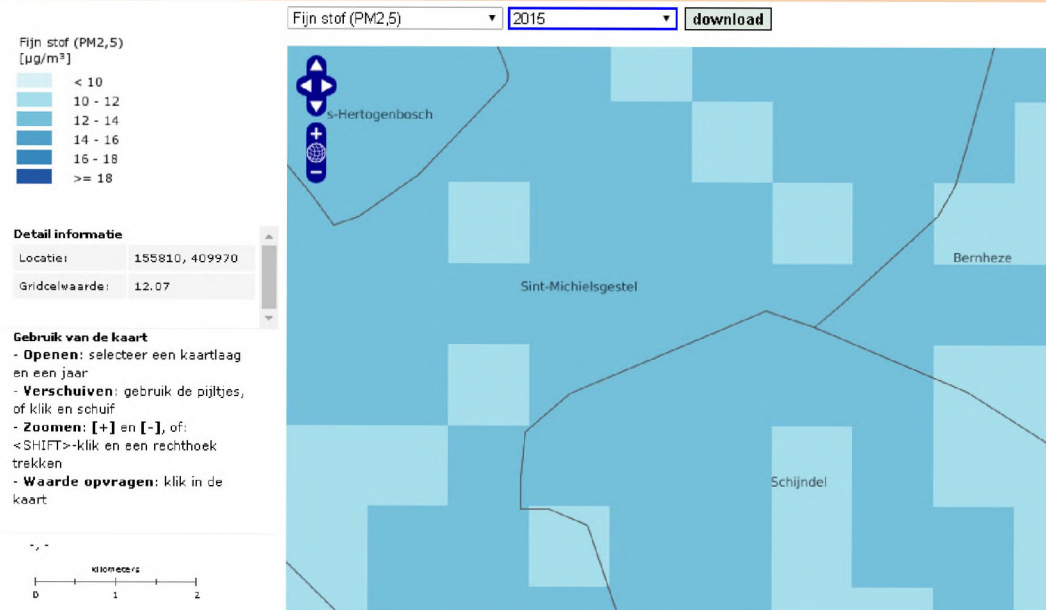 Fijn stof (PM2,5)
2015
download
Fijn stof (PM2,5)
[µg/m³]
< 10
10 - 12
12 - 14
14 - 16
16 - 18
>= 18
Detail informatie
Locatie: 155810, 409970
Gridcelwaarde: 12.07
Gebruik van de kaart
- Openen: selecteer een kaartlaag
en een jaar
- Verschuiven: gebruik de pijltjes,
of klik en schuif
- Zoomen: [+] en [-], of:
<SHIFT>-klik en een rechthoek
trekken
- Waarde opvragen: klik in de
kaart
-, -
kilometers
0 1 2
s-Hertogenbosch
Bernheze
Sint-Michielsgestel
Schijndel